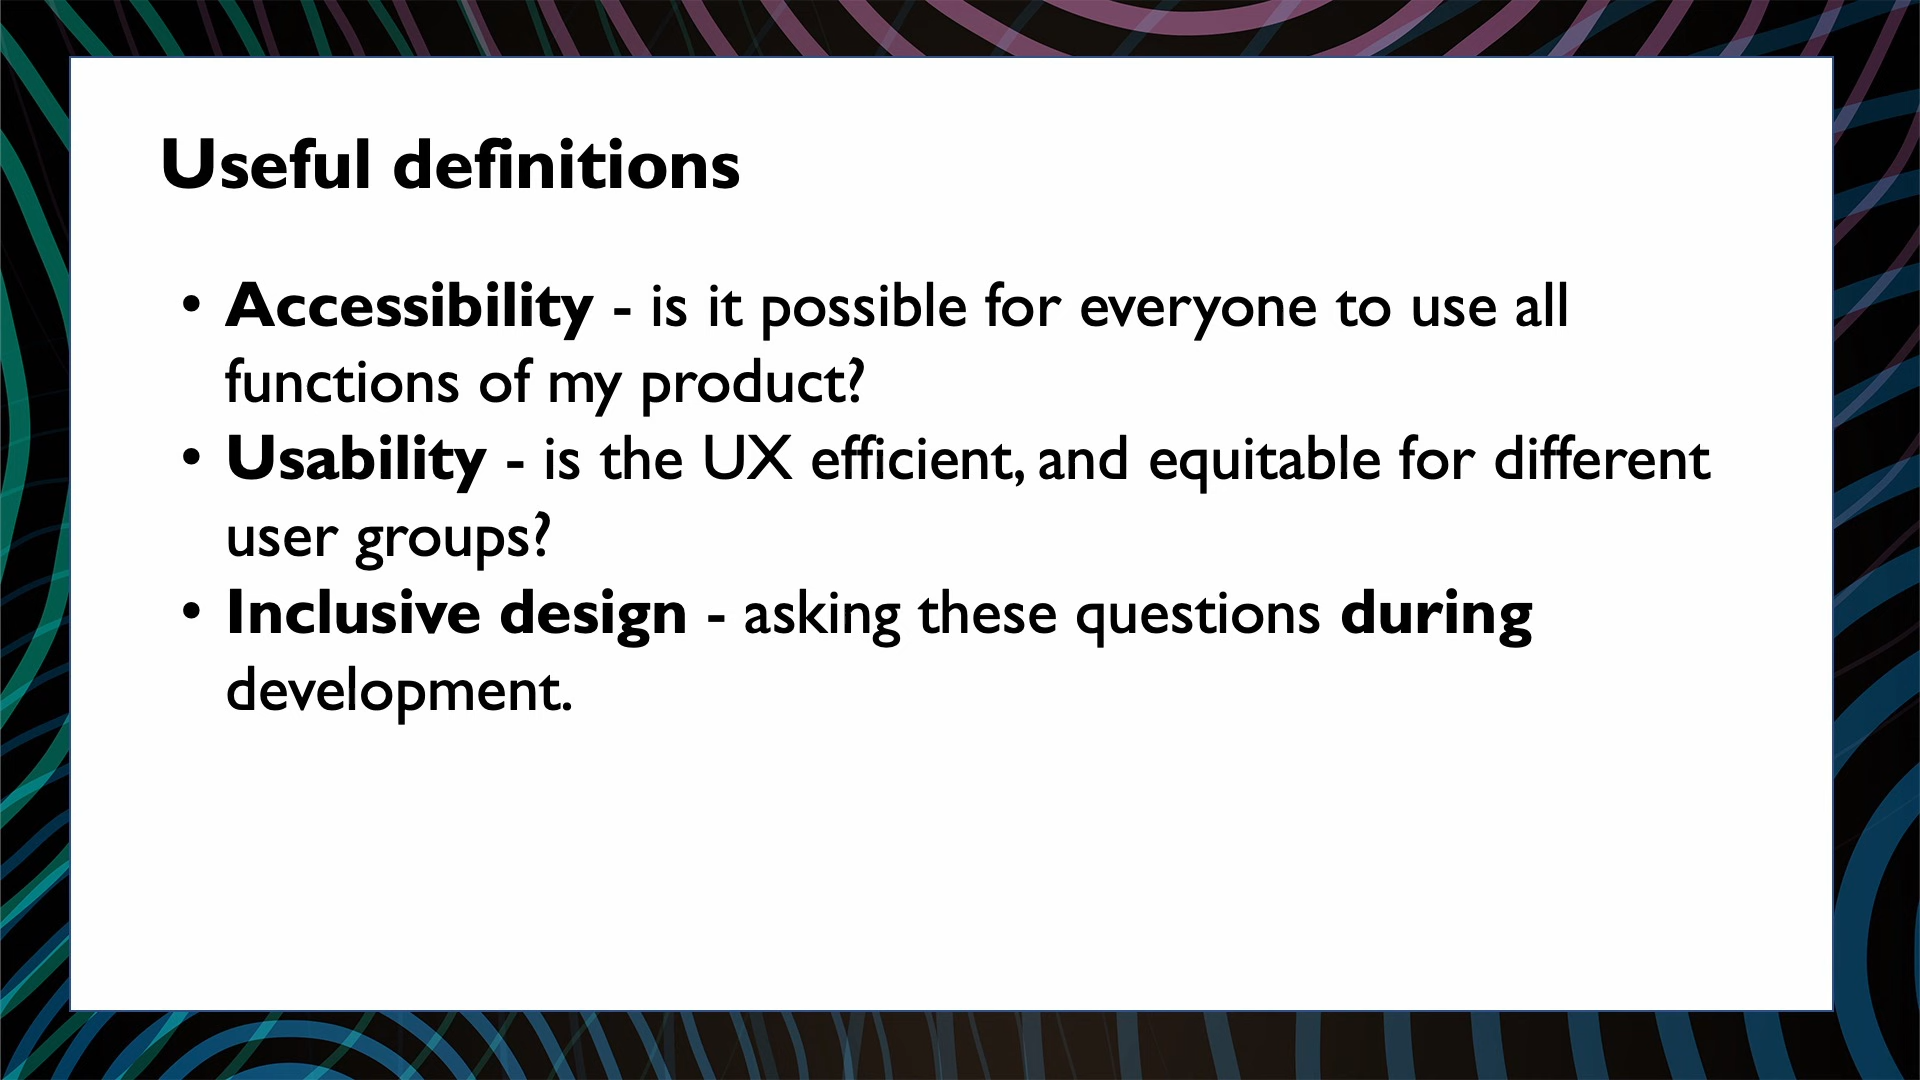 Useful definitions
• Accessibility - is it possible for everyone to use all
functions of my product?
• Usability - is the UX efficient, and equitable for different
user groups?
• Inclusive design - asking these questions during
development.